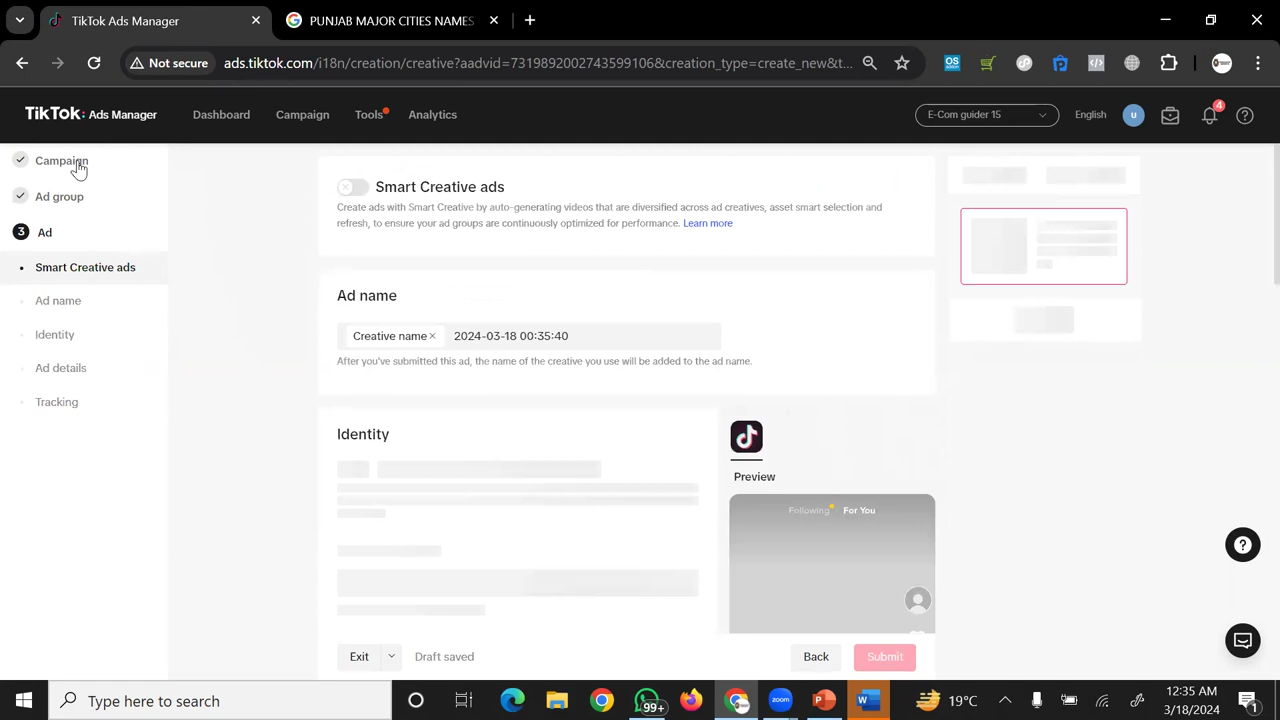 TikTok Ads Manager
PUNJAB MAJOR CITIES NAMES
Not secure
ads.tiktok.com/i18n/creation/creative?aadvid=7319892002743599106&creation_type=create_new&t...
TikTok: Ads Manager
Dashboard
Campaign
Tools
Analytics
E-Com guider 15
English
u
4
Campaign
Ad group
3 Ad
Smart Creative ads
Ad name
Identity
Ad details
Tracking
Smart Creative ads
Create ads with Smart Creative by auto-generating videos that are diversified across ad creatives, asset smart selection and
refresh, to ensure your ad groups are continuously optimized for performance. Learn more
Ad name
Creative name × 2024-03-18 00:35:40
After you've submitted this ad, the name of the creative you use will be added to the ad name.
Identity
Preview
Following For You
Exit
Draft saved
Back
Submit
Type here to search
99+
19°C
12:35 AM
3/18/2024
1